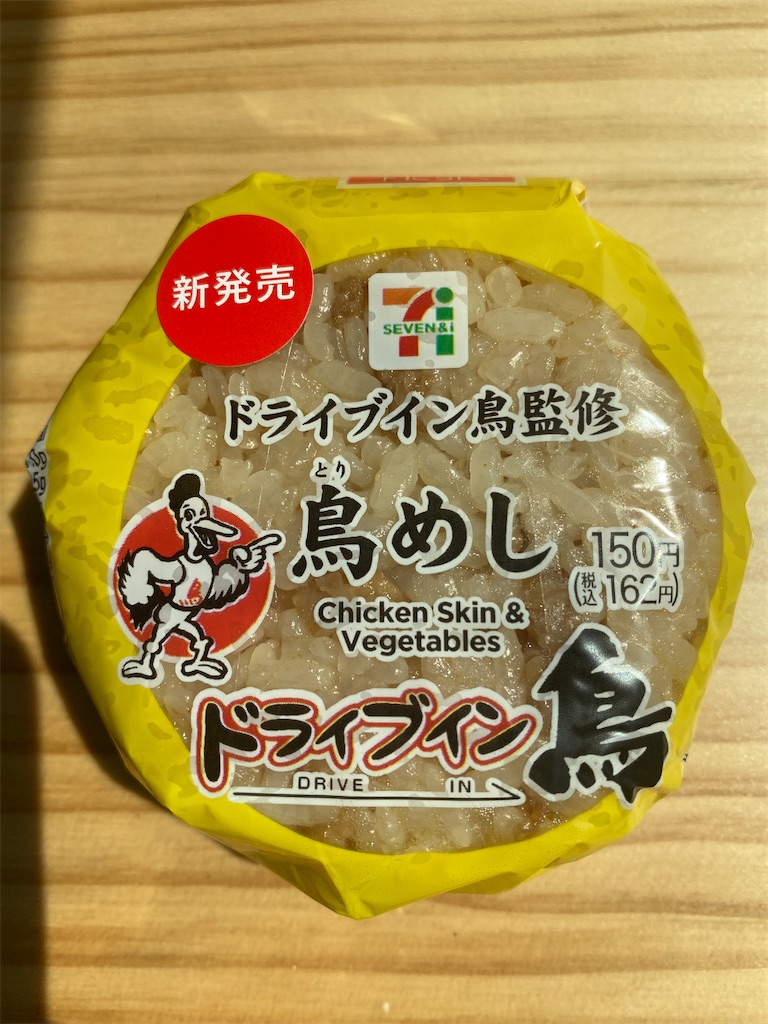 新発売
SEVEN&i
ドライブイン鳥監修
とり
鳥めし
150円
(税込162円)
Chicken Skin &
Vegetables
ドライブイン鳥
DRIVE IN